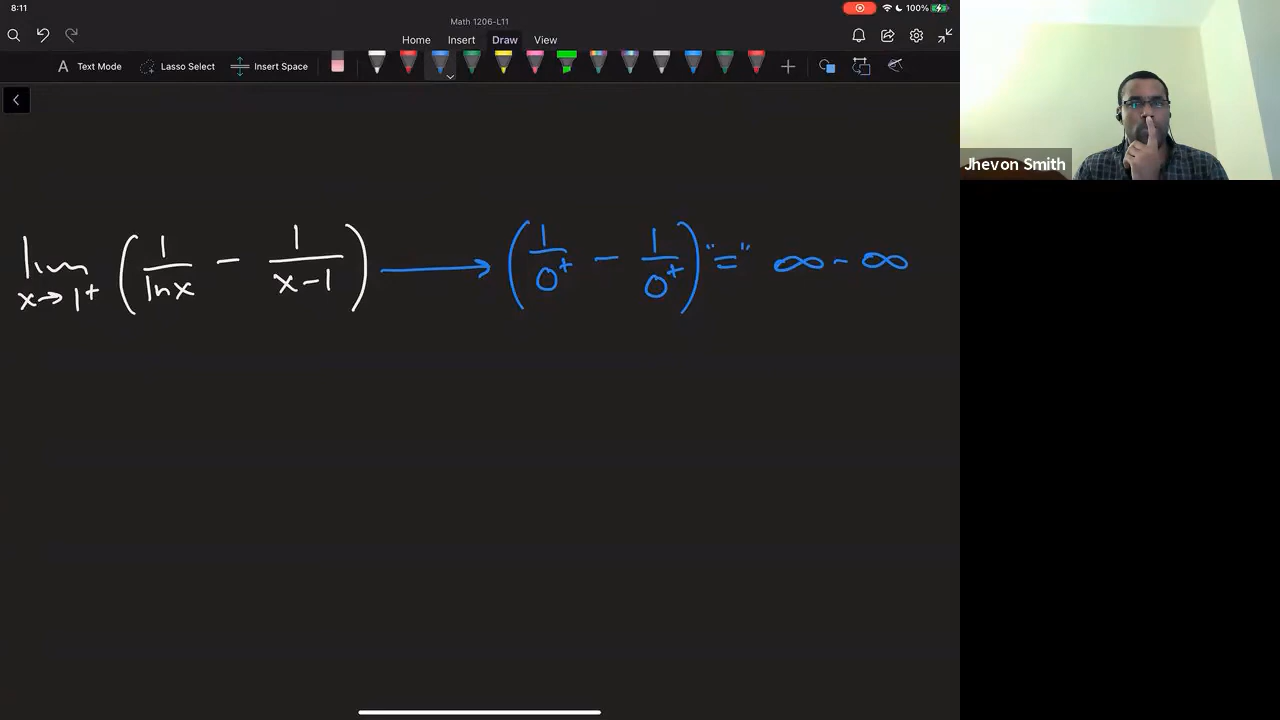 8:11
100%
Math 1206-L11
Home Insert Draw View
A Text Mode Lasso Select Insert Space
Jhevon Smith
lim x→1⁺ (1/ln x − 1/(x−1)) → (1/0⁺ − 1/0⁺) "=" ∞ − ∞